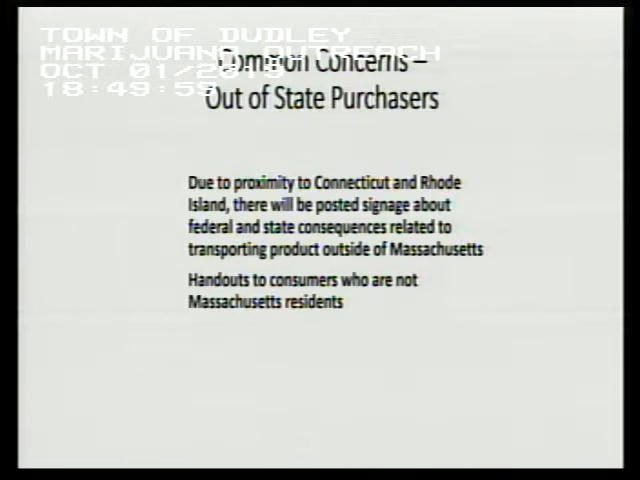 TOWN OF DUDLEY
MARIJUANA OUTREACH
OCT 01/2019
18:49:59
Common Concerns –
Out of State Purchasers
Due to proximity to Connecticut and Rhode
Island, there will be posted signage about
federal and state consequences related to
transporting product outside of Massachusetts
Handouts to consumers who are not
Massachusetts residents